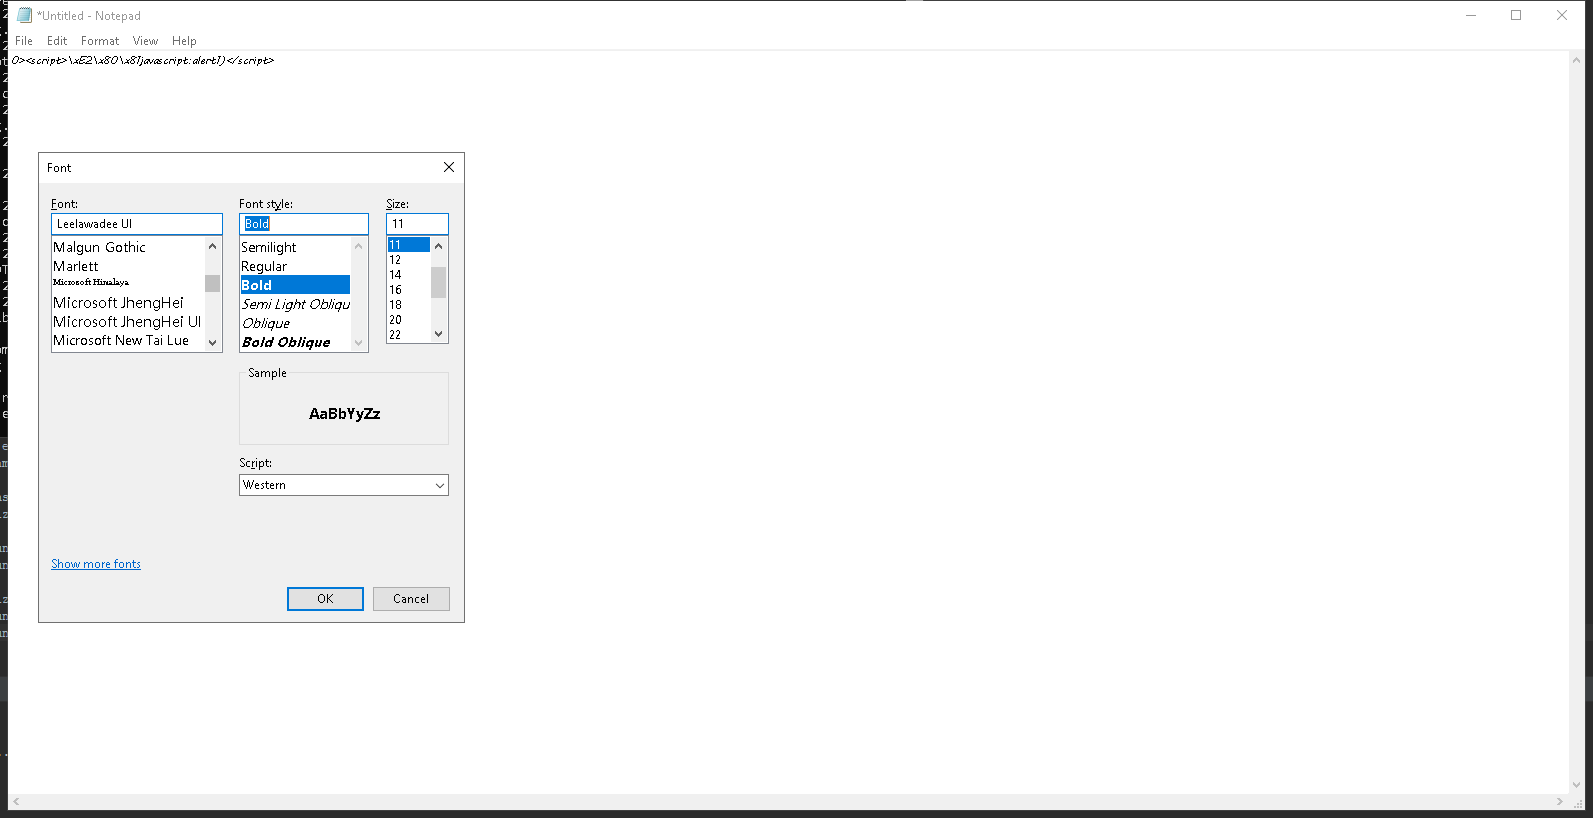 *Untitled - Notepad
File Edit Format View Help
0><script>\xE2\x80\x81javascript:alert1)</script>
Font
Font:
Leelawadee UI
Malgun Gothic
Marlett
Microsoft Himalaya
Microsoft JhengHei
Microsoft JhengHei UI
Microsoft New Tai Lue
Font style:
Bold
Semilight
Regular
Bold
Semi Light Obliqu
Oblique
Bold Oblique
Size:
11
11
12
14
16
18
20
22
Sample
AaBbYyZz
Script:
Western
Show more fonts
OK
Cancel